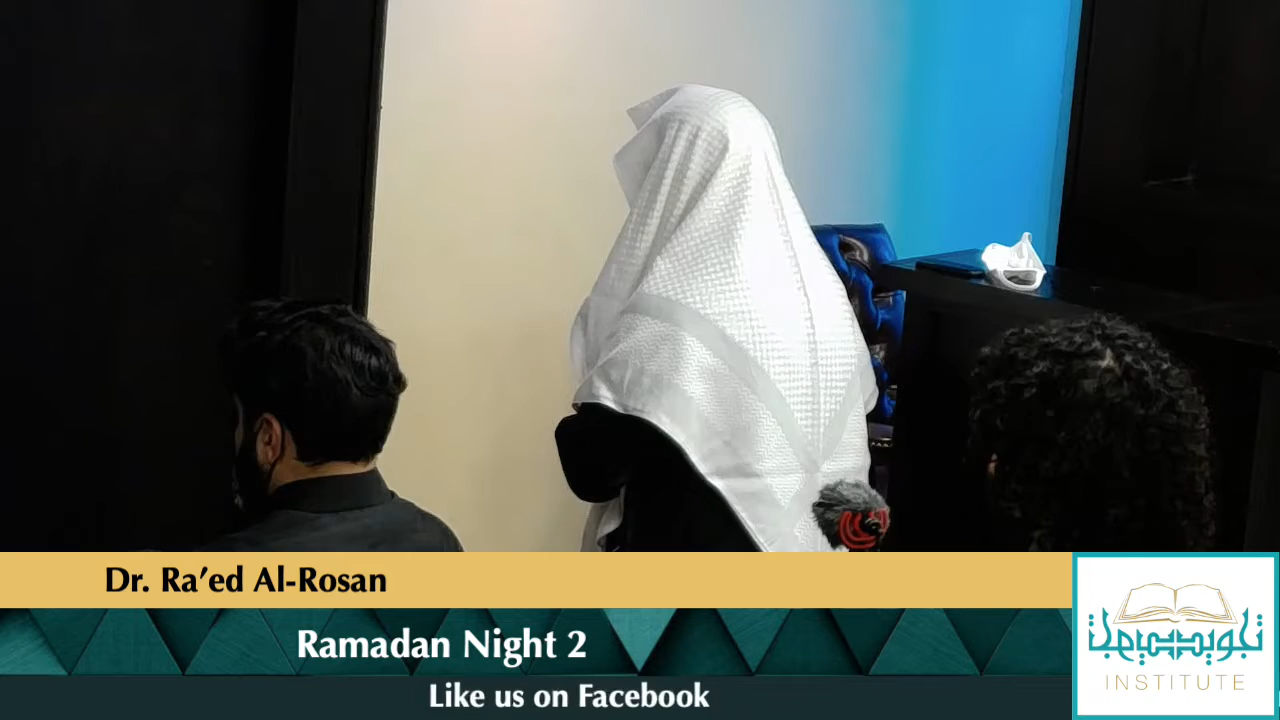 Dr. Ra’ed Al-Rosan
Ramadan Night 2
Like us on Facebook
INSTITUTE